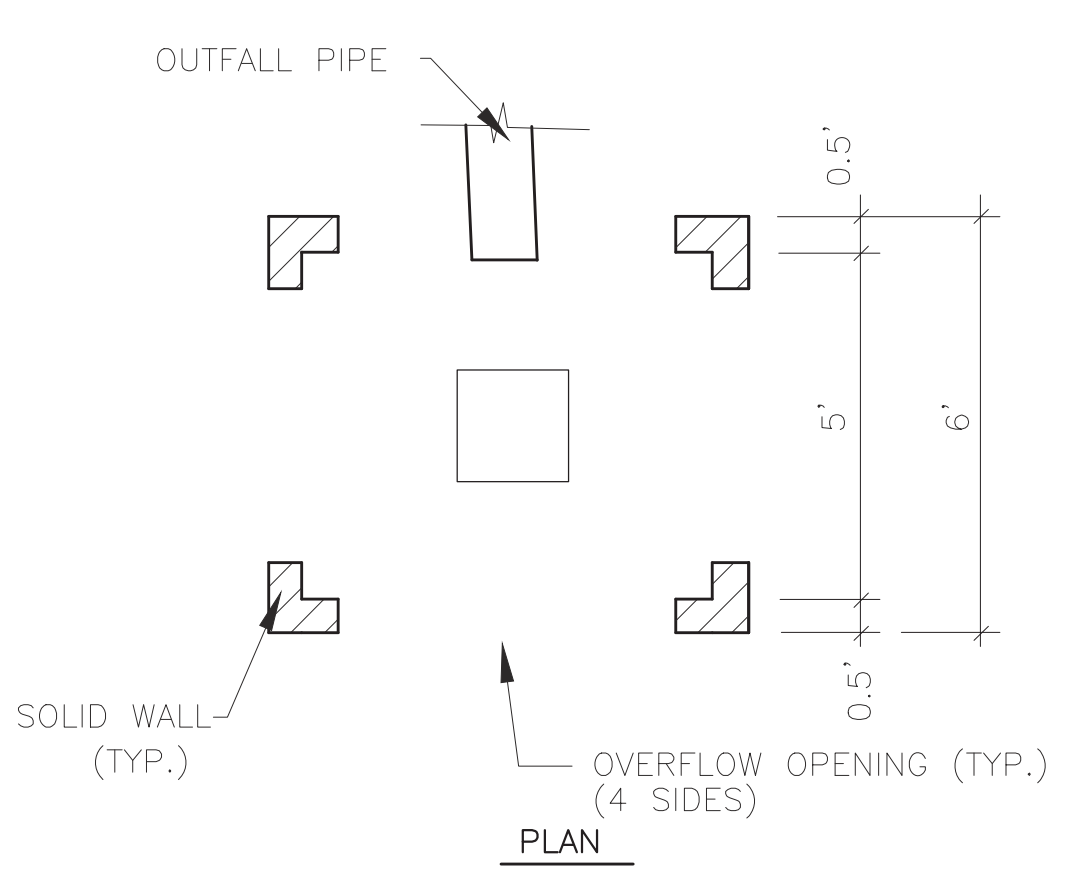 OUTFALL PIPE
0.5'
5'
6'
0.5'
SOLID WALL
(TYP.)
OVERFLOW OPENING (TYP.)
(4 SIDES)
PLAN